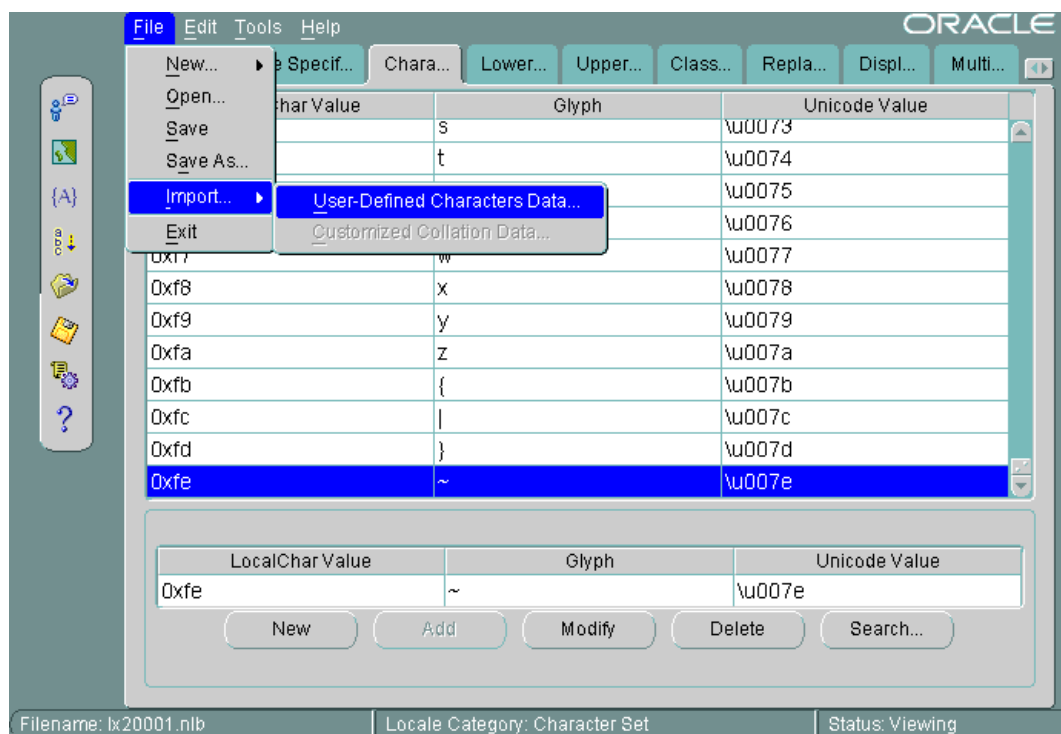 File Edit Tools Help ORACLE
New... e Specif... Chara... Lower... Upper... Class... Repla... Displ... Multi...
Open... Char Value Glyph Unicode Value
Save s \u0073
Save As... t \u0074
Import... User-Defined Characters Data... \u0075
Exit Customized Collation Data... \u0076
0xf7 w \u0077
0xf8 x \u0078
0xf9 y \u0079
0xfa z \u007a
0xfb { \u007b
0xfc | \u007c
0xfd } \u007d
0xfe ~ \u007e
{A}
a b c
?
LocalChar Value Glyph Unicode Value
0xfe ~ \u007e
New Add Modify Delete Search...
Filename: lx20001.nlb Locale Category: Character Set Status: Viewing